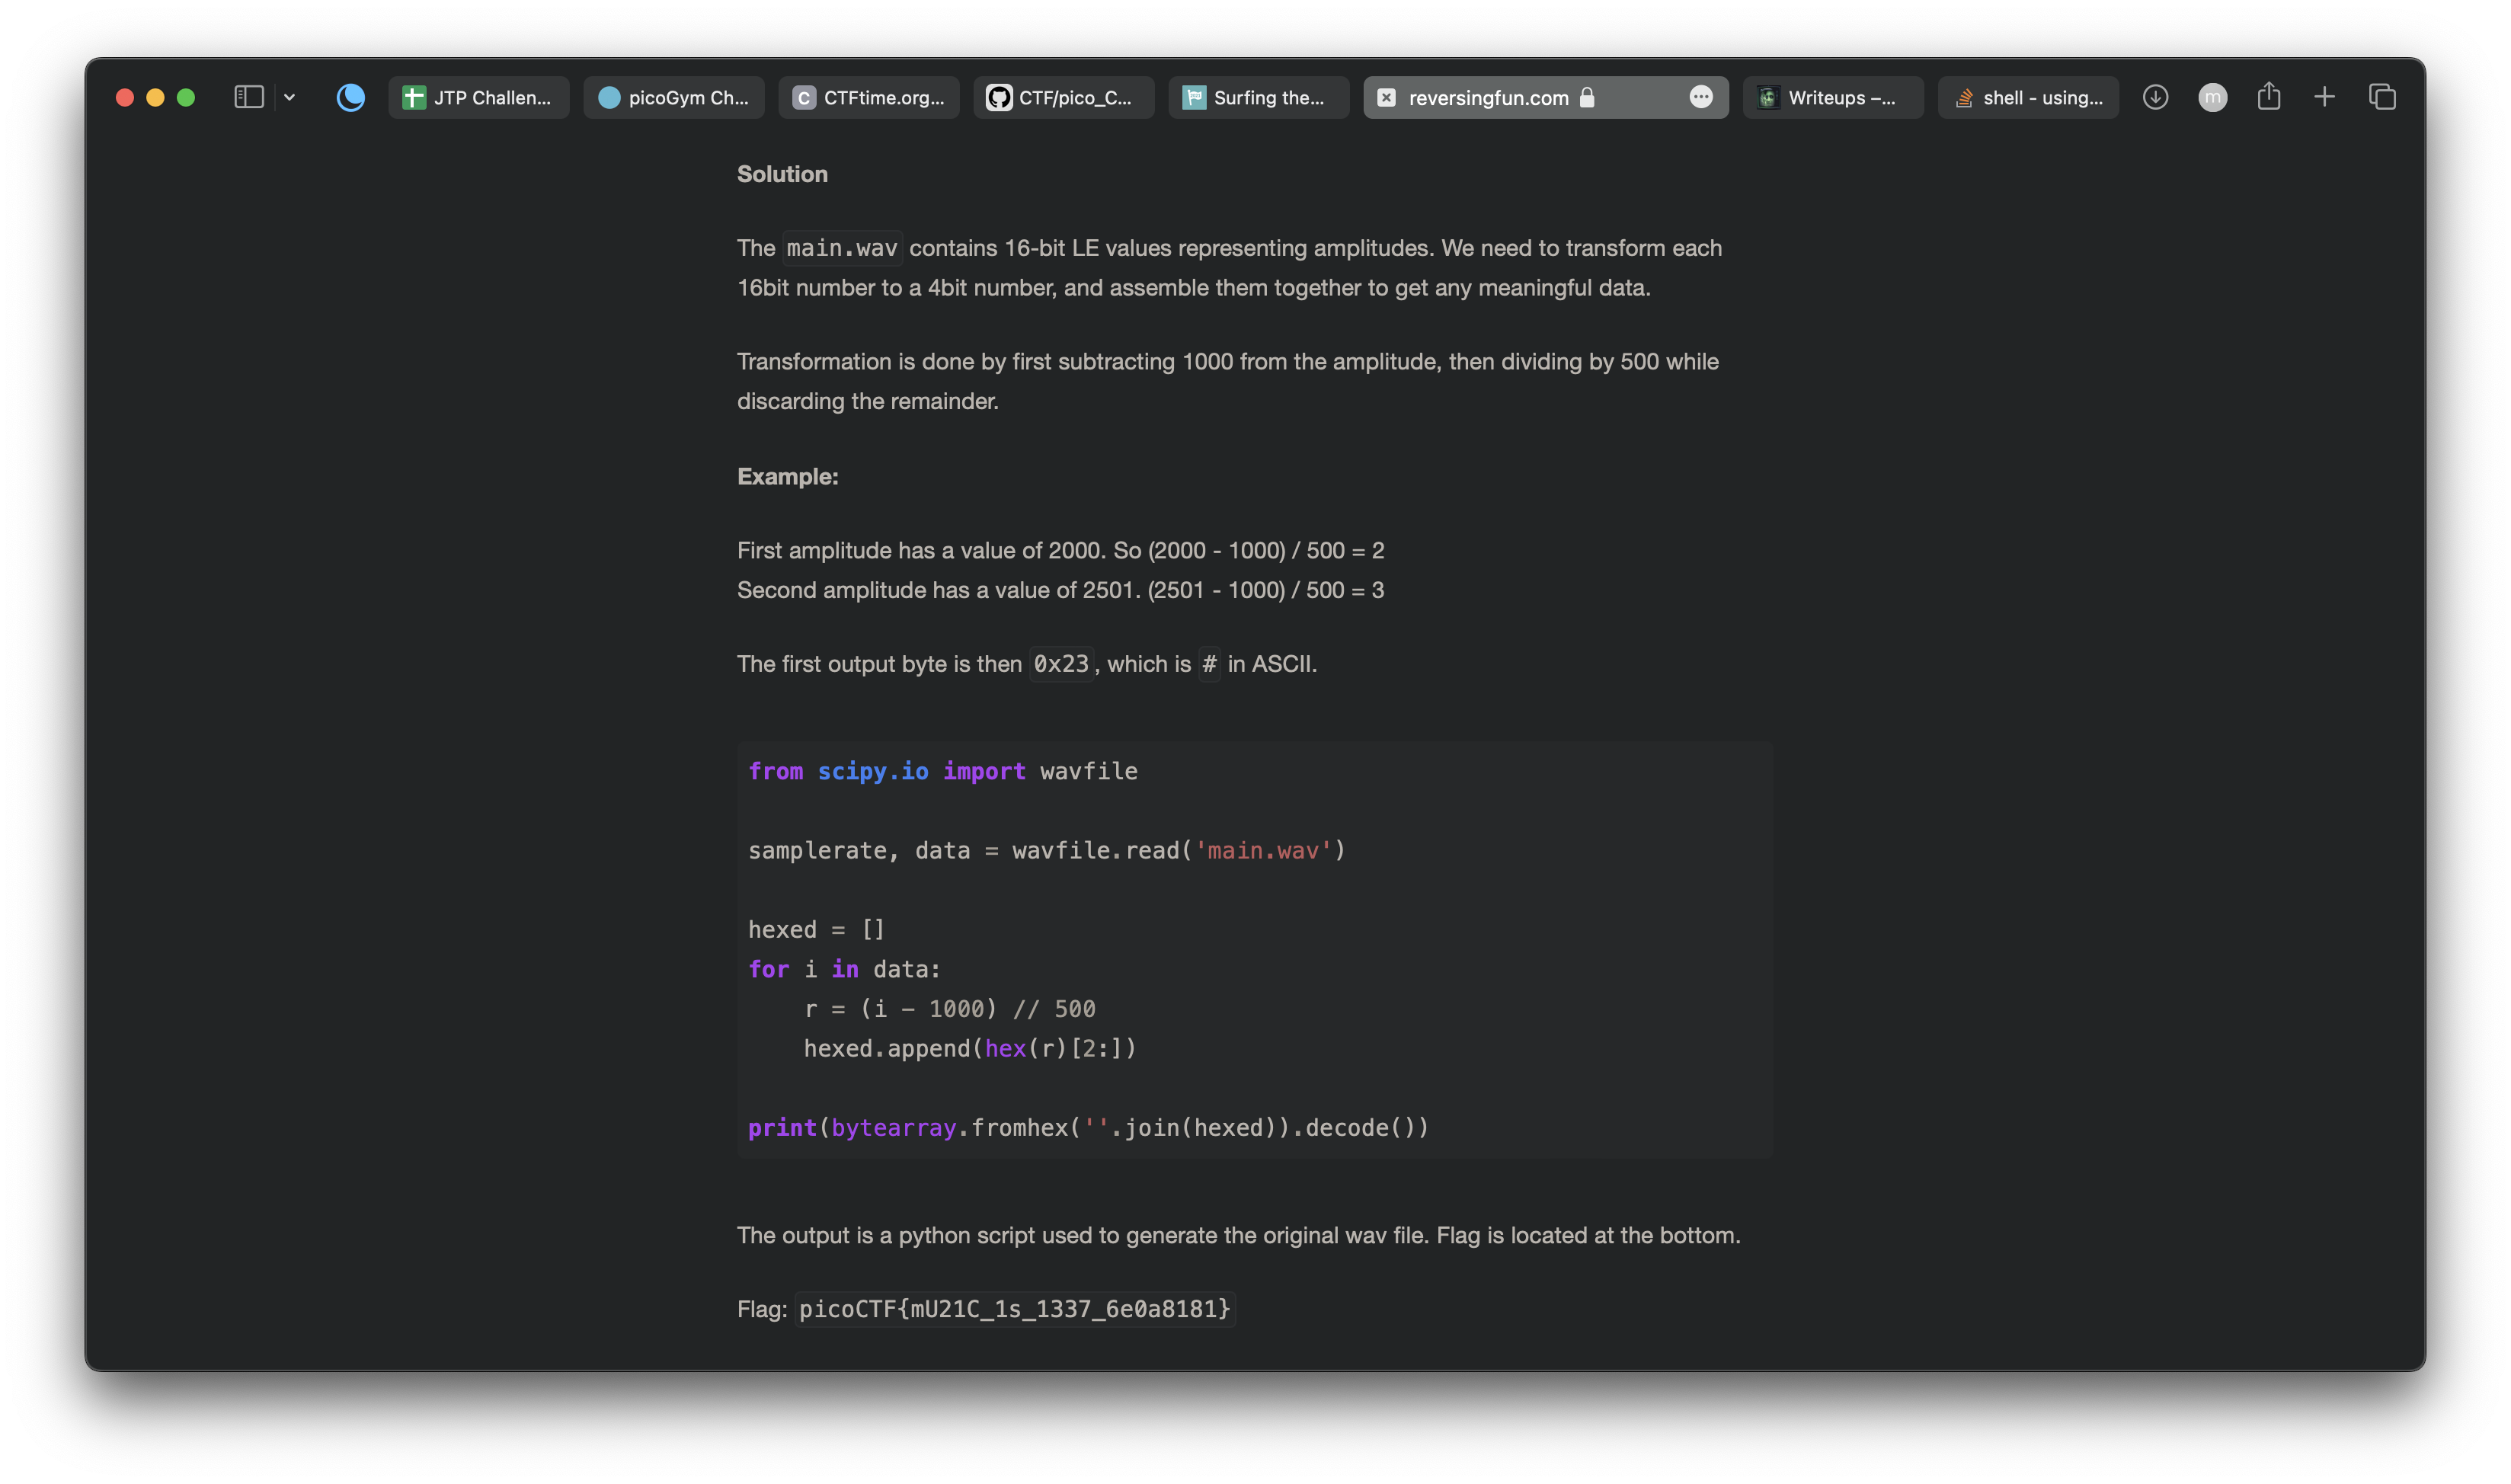 JTP Challen...
picoGym Ch...
C CTFtime.org...
CTF/pico_C...
Surfing the...
reversingfun.com
Writeups –...
shell - using...
m
Solution
The main.wav contains 16-bit LE values representing amplitudes. We need to transform each
16bit number to a 4bit number, and assemble them together to get any meaningful data.
Transformation is done by first subtracting 1000 from the amplitude, then dividing by 500 while
discarding the remainder.
Example:
First amplitude has a value of 2000. So (2000 - 1000) / 500 = 2
Second amplitude has a value of 2501. (2501 - 1000) / 500 = 3
The first output byte is then 0x23, which is # in ASCII.
from scipy.io import wavfile
samplerate, data = wavfile.read('main.wav')
hexed = []
for i in data:
    r = (i - 1000) // 500
    hexed.append(hex(r)[2:])
print(bytearray.fromhex(''.join(hexed)).decode())
The output is a python script used to generate the original wav file. Flag is located at the bottom.
Flag: picoCTF{mU21C_1s_1337_6e0a8181}